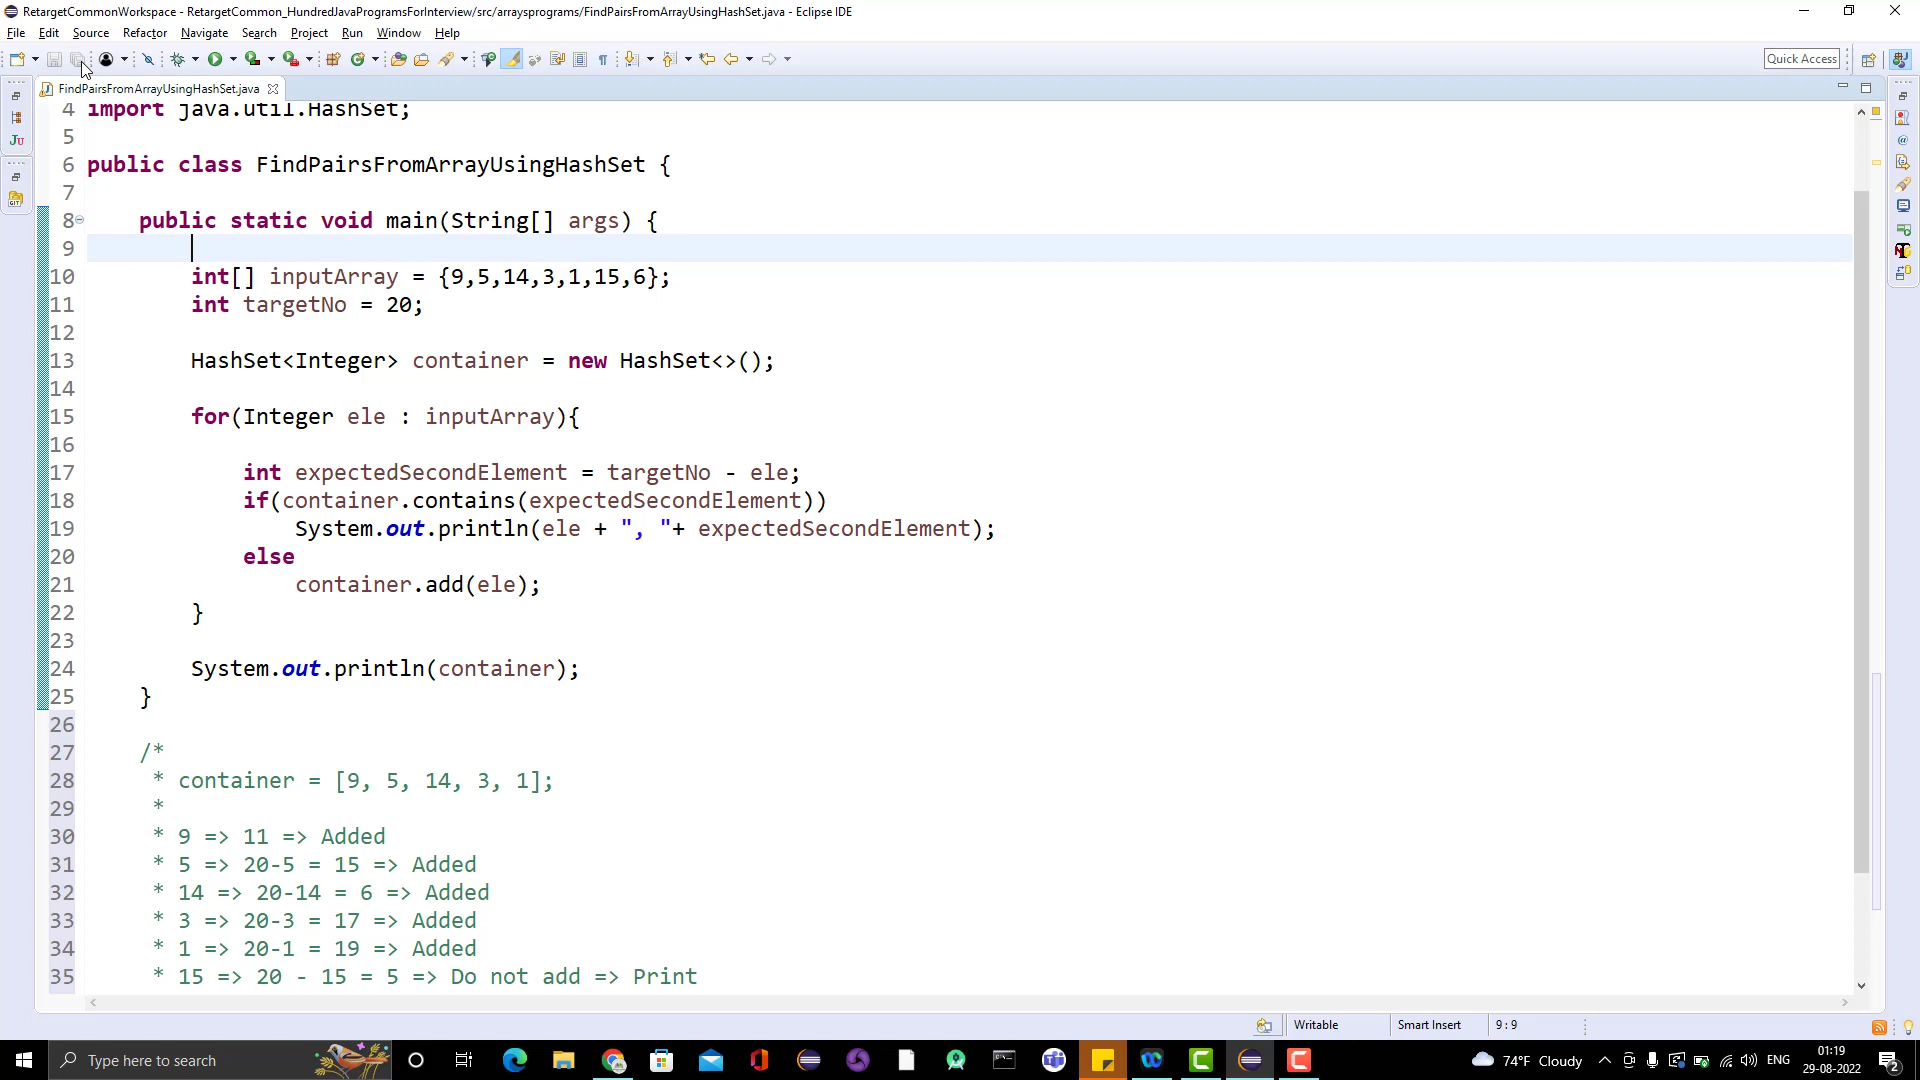 RetargetCommonWorkspace - RetargetCommon_HundredJavaProgramsForInterview/src/arraysprograms/FindPairsFromArrayUsingHashSet.java - Eclipse IDE
File Edit Source Refactor Navigate Search Project Run Window Help
Quick Access
FindPairsFromArrayUsingHashSet.java
4 import java.util.HashSet;
5
6 public class FindPairsFromArrayUsingHashSet {
7
8 public static void main(String[] args) {
9
10 int[] inputArray = {9,5,14,3,1,15,6};
11 int targetNo = 20;
12
13 HashSet<Integer> container = new HashSet<>();
14
15 for(Integer ele : inputArray){
16
17 int expectedSecondElement = targetNo - ele;
18 if(container.contains(expectedSecondElement))
19 System.out.println(ele + ", "+ expectedSecondElement);
20 else
21 container.add(ele);
22 }
23
24 System.out.println(container);
25 }
26
27 /*
28 * container = [9, 5, 14, 3, 1];
29 *
30 * 9 => 11 => Added
31 * 5 => 20-5 = 15 => Added
32 * 14 => 20-14 = 6 => Added
33 * 3 => 20-3 = 17 => Added
34 * 1 => 20-1 = 19 => Added
35 * 15 => 20 - 15 = 5 => Do not add => Print
Writable Smart Insert 9 : 9
Type here to search
74°F Cloudy ENG 01:19
29-08-2022 2